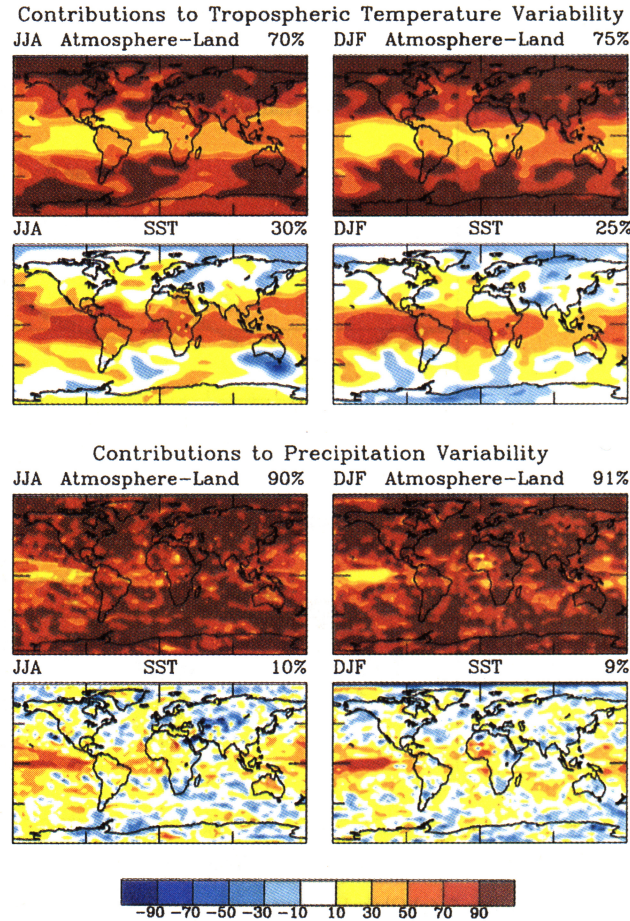 Contributions to Tropospheric Temperature Variability
JJA Atmosphere-Land 70% DJF Atmosphere-Land 75%
JJA SST 30% DJF SST 25%
Contributions to Precipitation Variability
JJA Atmosphere-Land 90% DJF Atmosphere-Land 91%
JJA SST 10% DJF SST 9%
-90 -70 -50 -30 -10 10 30 50 70 90